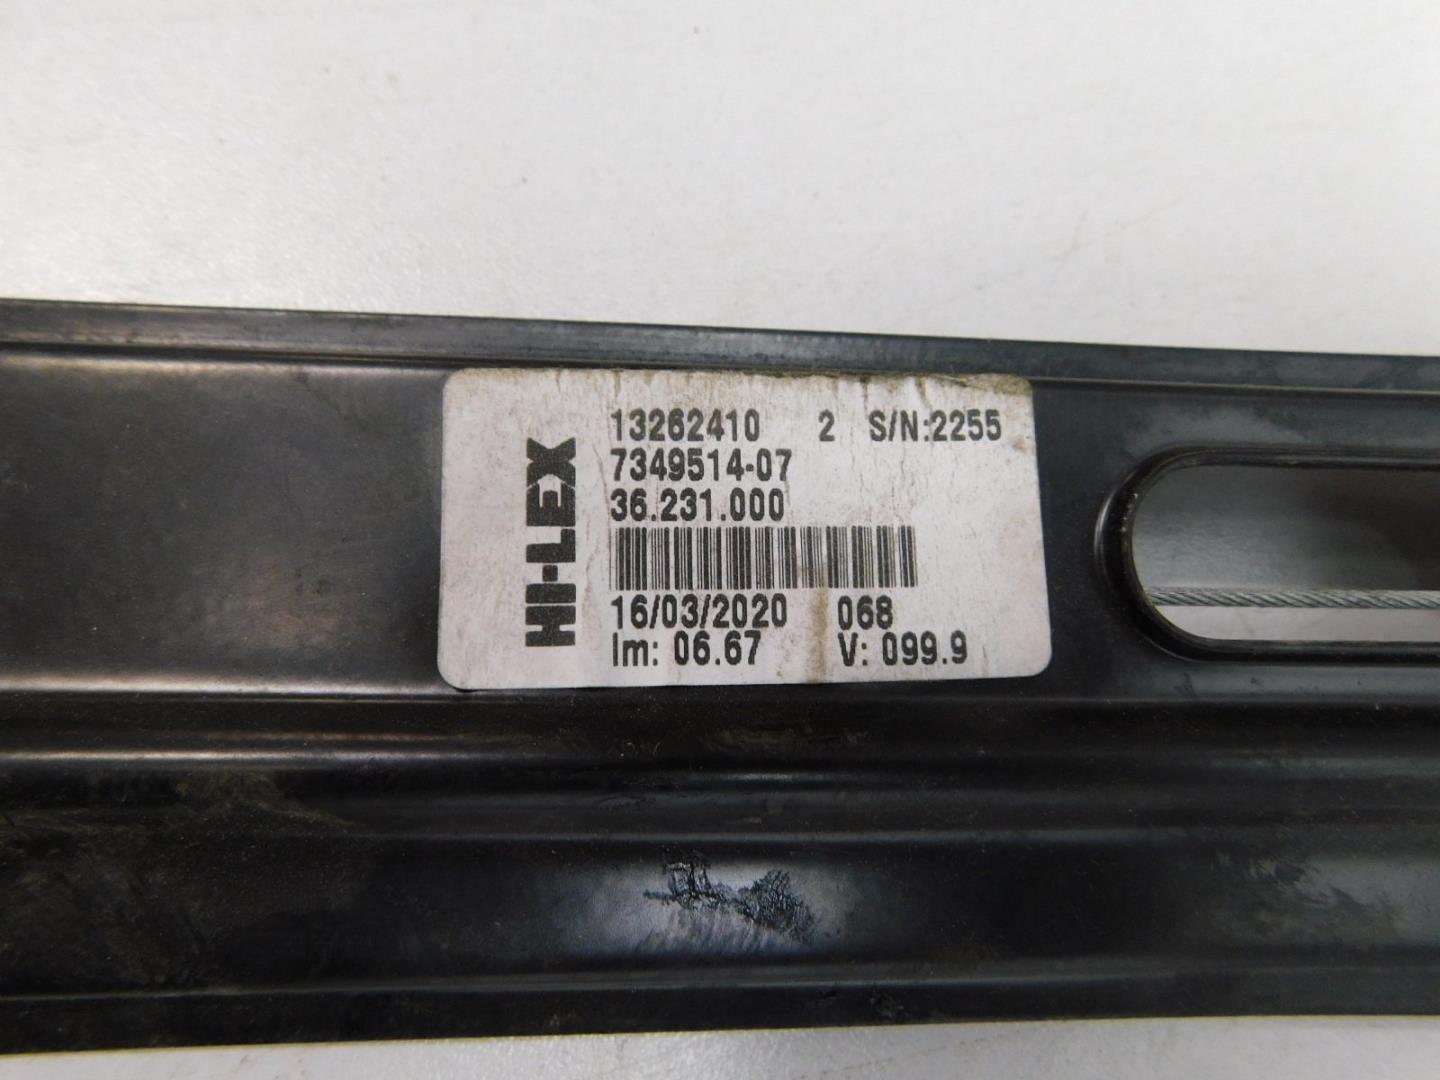 HI-LEX
13262410 2 S/N:2255
7349514-07
36.231.000
16/03/2020 068
Im: 06.67 V: 099.9